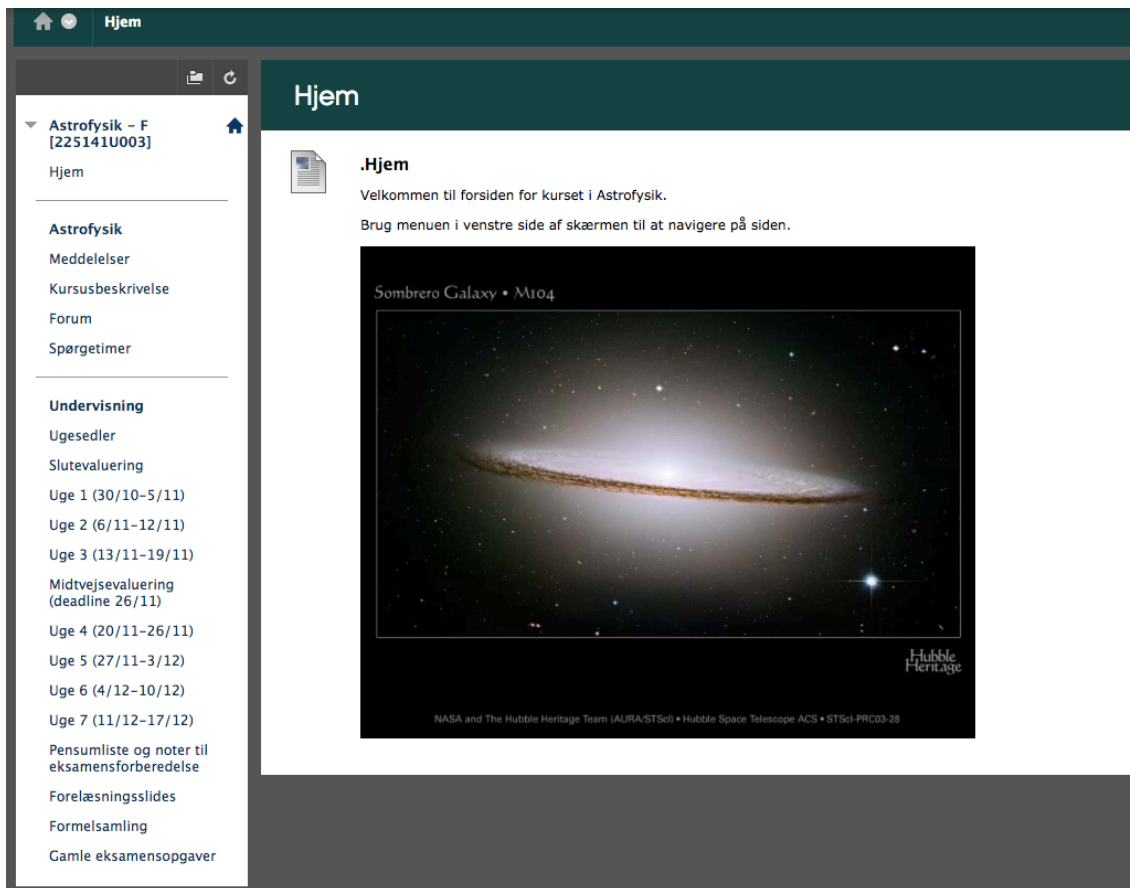 Hjem
Astrofysik – F
[225141U003]
Hjem
Astrofysik
Meddelelser
Kursusbeskrivelse
Forum
Spørgetimer
Undervisning
Ugesedler
Slutevaluering
Uge 1 (30/10–5/11)
Uge 2 (6/11–12/11)
Uge 3 (13/11–19/11)
Midtvejsevaluering
(deadline 26/11)
Uge 4 (20/11–26/11)
Uge 5 (27/11–3/12)
Uge 6 (4/12–10/12)
Uge 7 (11/12–17/12)
Pensumliste og noter til
eksamensforberedelse
Forelæsningsslides
Formelsamling
Gamle eksamensopgaver
Hjem
.Hjem
Velkommen til forsiden for kurset i Astrofysik.
Brug menuen i venstre side af skærmen til at navigere på siden.
Sombrero Galaxy • M104
Hubble
Heritage
NASA and The Hubble Heritage Team (AURA/STScI) • Hubble Space Telescope ACS • STScI-PRC03-28